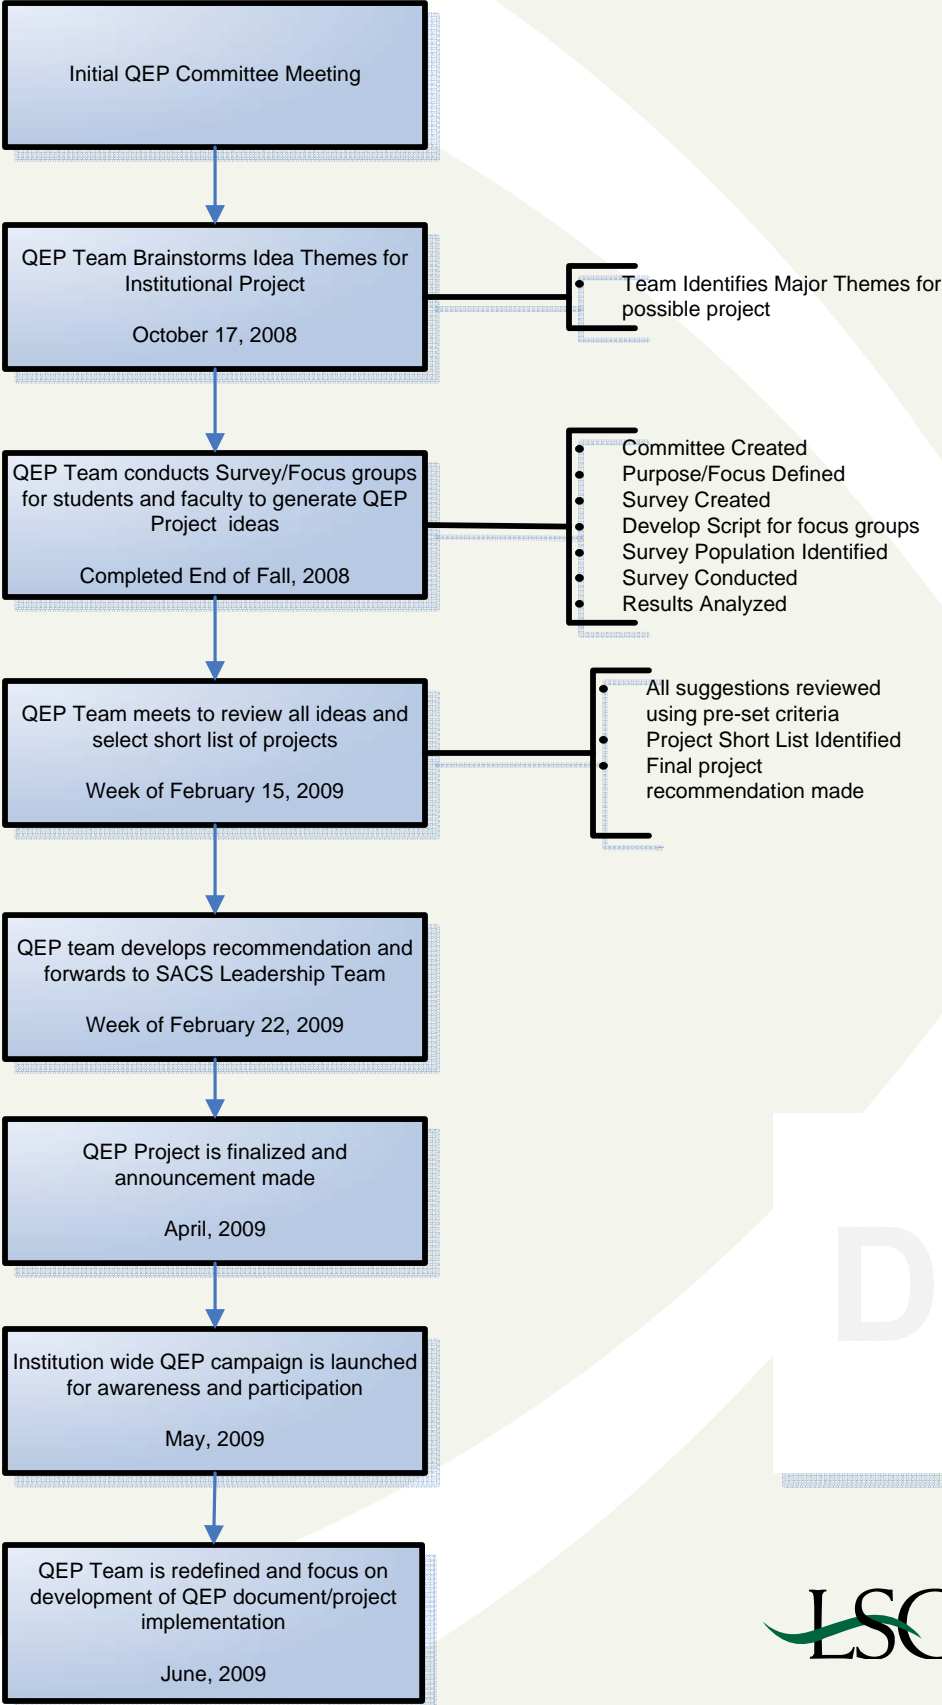 Initial QEP Committee Meeting
QEP Team Brainstorms Idea Themes for
Institutional Project
October 17, 2008
• Team Identifies Major Themes for
possible project
QEP Team conducts Survey/Focus groups
for students and faculty to generate QEP
Project ideas
Completed End of Fall, 2008
• Committee Created
• Purpose/Focus Defined
• Survey Created
• Develop Script for focus groups
• Survey Population Identified
• Survey Conducted
• Results Analyzed
QEP Team meets to review all ideas and
select short list of projects
Week of February 15, 2009
• All suggestions reviewed
using pre-set criteria
• Project Short List Identified
• Final project
recommendation made
QEP team develops recommendation and
forwards to SACS Leadership Team
Week of February 22, 2009
QEP Project is finalized and
announcement made
April, 2009
D
Institution wide QEP campaign is launched
for awareness and participation
May, 2009
QEP Team is redefined and focus on
development of QEP document/project
implementation
June, 2009
LSC